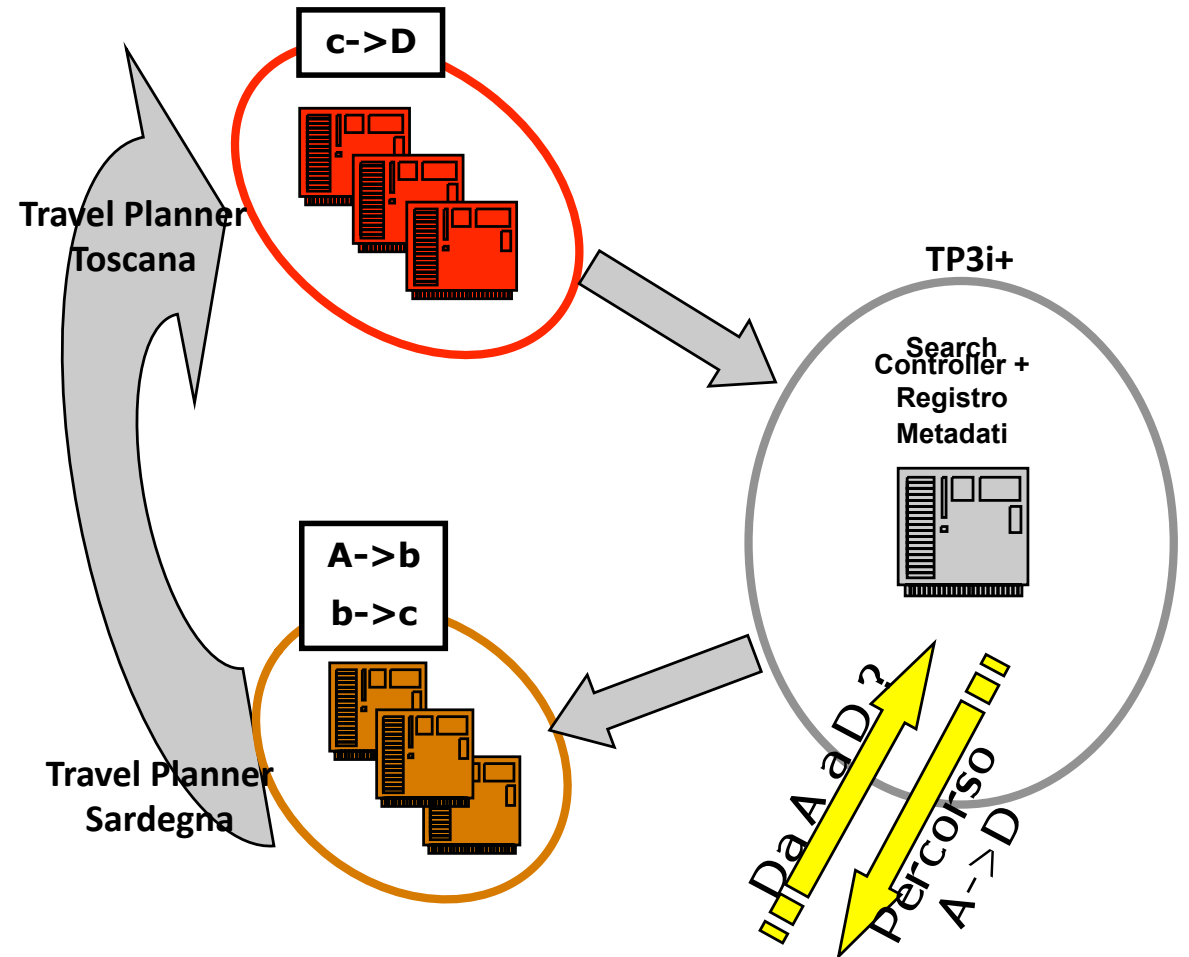 c->D
Travel Planner
Toscana
TP3i+
Search
Controller +
Registro
Metadati
A->b
b->c
Travel Planner
Sardegna
Da A a D ?
Percorso
A->D